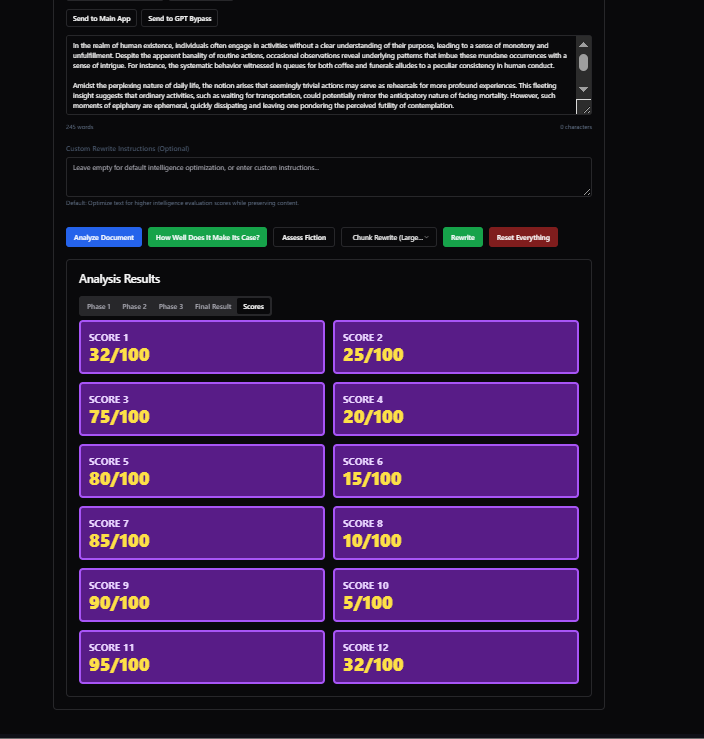 Send to Main App
Send to GPT Bypass
In the realm of human existence, individuals often engage in activities without a clear understanding of their purpose, leading to a sense of monotony and
unfulfillment. Despite the apparent banality of routine actions, occasional observations reveal underlying patterns that imbue these mundane occurrences with a
sense of intrigue. For instance, the systematic behavior witnessed in queues for both coffee and funerals alludes to a peculiar consistency in human conduct.
Amidst the perplexing nature of daily life, the notion arises that seemingly trivial actions may serve as rehearsals for more profound experiences. This fleeting
insight suggests that ordinary activities, such as waiting for transportation, could potentially mirror the anticipatory nature of facing mortality. However, such
moments of epiphany are ephemeral, quickly dissipating and leaving one pondering the perceived futility of contemplation.
245 words
0 characters
Custom Rewrite Instructions (Optional)
Leave empty for default intelligence optimization, or enter custom instructions...
Default: Optimize text for higher intelligence evaluation scores while preserving content.
Analyze Document
How Well Does It Make Its Case?
Assess Fiction
Chunk Rewrite (Large...
Rewrite
Reset Everything
Analysis Results
Phase 1
Phase 2
Phase 3
Final Result
Scores
SCORE 1
32/100
SCORE 2
25/100
SCORE 3
75/100
SCORE 4
20/100
SCORE 5
80/100
SCORE 6
15/100
SCORE 7
85/100
SCORE 8
10/100
SCORE 9
90/100
SCORE 10
5/100
SCORE 11
95/100
SCORE 12
32/100